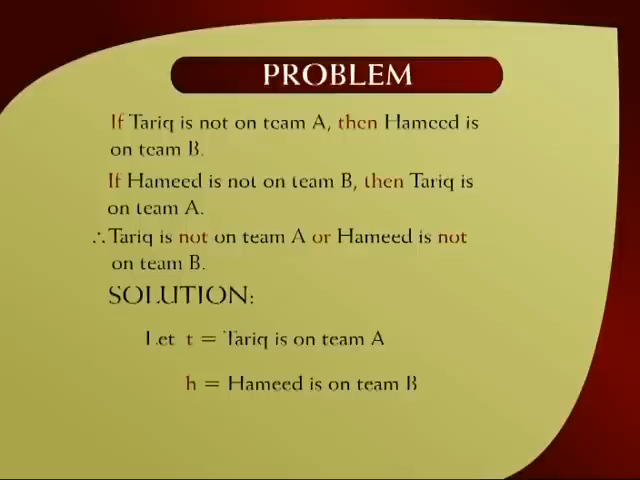 PROBLEM
If Tariq is not on team A, then Hameed is
on team B.
If Hameed is not on team B, then Tariq is
on team A.
∴Tariq is not on team A or Hameed is not
on team B.
SOLUTION:
Let t = Tariq is on team A
h = Hameed is on team B